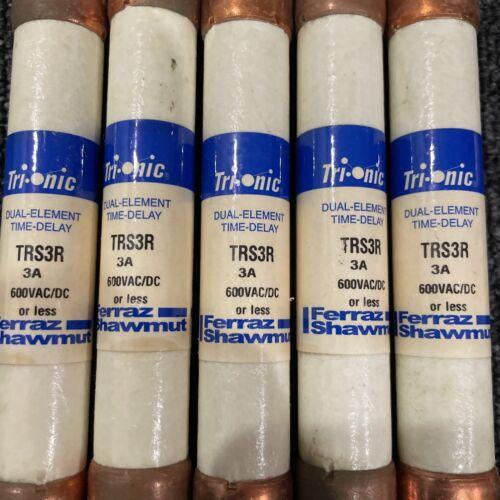 Tri-onic
DUAL-ELEMENT
TIME-DELAY
TRS3R
3A
600VAC/DC
or less
Ferraz
Shawmut
Tri-onic
DUAL-ELEMENT
TIME-DELAY
TRS3R
3A
600VAC/DC
or less
Ferraz
Shawmut
Tri-onic®
DUAL-ELEMENT
TIME-DELAY
TRS3R
3A
600VAC/DC
or less
Ferraz
Shawmut
Tri-onic®
DUAL-ELEMENT
TIME-DELAY
TRS3R
3A
600VAC/DC
or less
Ferraz
Shawmut
Tri-onic®
DUAL-ELEMENT
TIME-DELAY
TRS3R
3A
600VAC/DC
or less
Ferraz
Shawmut